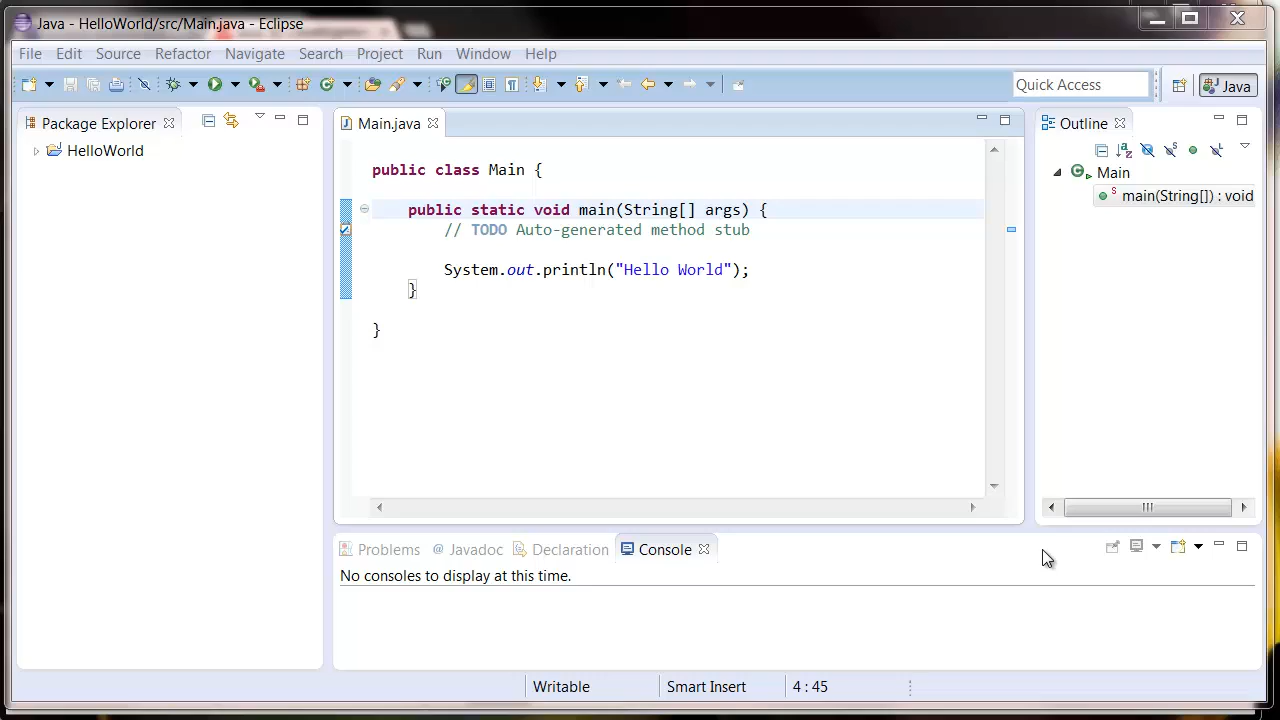 Java - HelloWorld/src/Main.java - Eclipse
File Edit Source Refactor Navigate Search Project Run Window Help
Quick Access
Java
Package Explorer
HelloWorld
Main.java
public class Main {
public static void main(String[] args) {
// TODO Auto-generated method stub
System.out.println("Hello World");
}
}
Outline
Main
main(String[]) : void
Problems @ Javadoc Declaration Console
No consoles to display at this time.
Writable Smart Insert 4 : 45